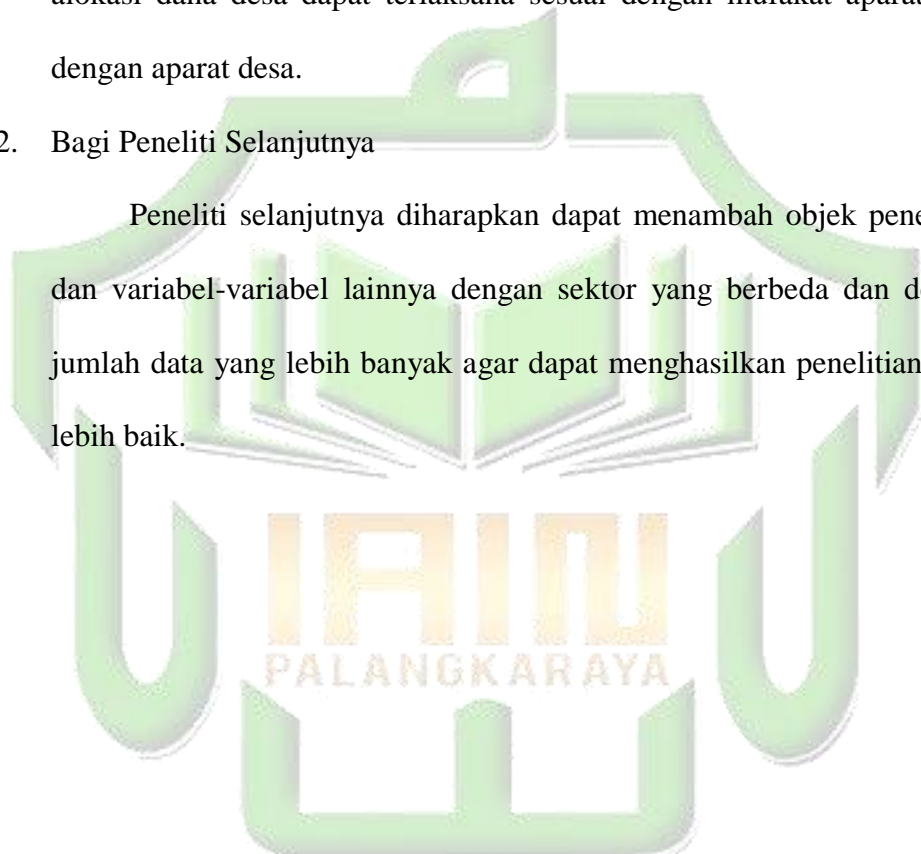 alokasi dana desa dapat terlaksana sesuai dengan mufakat aparat
dengan aparat desa.
2. Bagi Peneliti Selanjutnya
Peneliti selanjutnya diharapkan dapat menambah objek pene
dan variabel-variabel lainnya dengan sektor yang berbeda dan d
jumlah data yang lebih banyak agar dapat menghasilkan penelitian
lebih baik.
IAIN
PALANGKARAYA